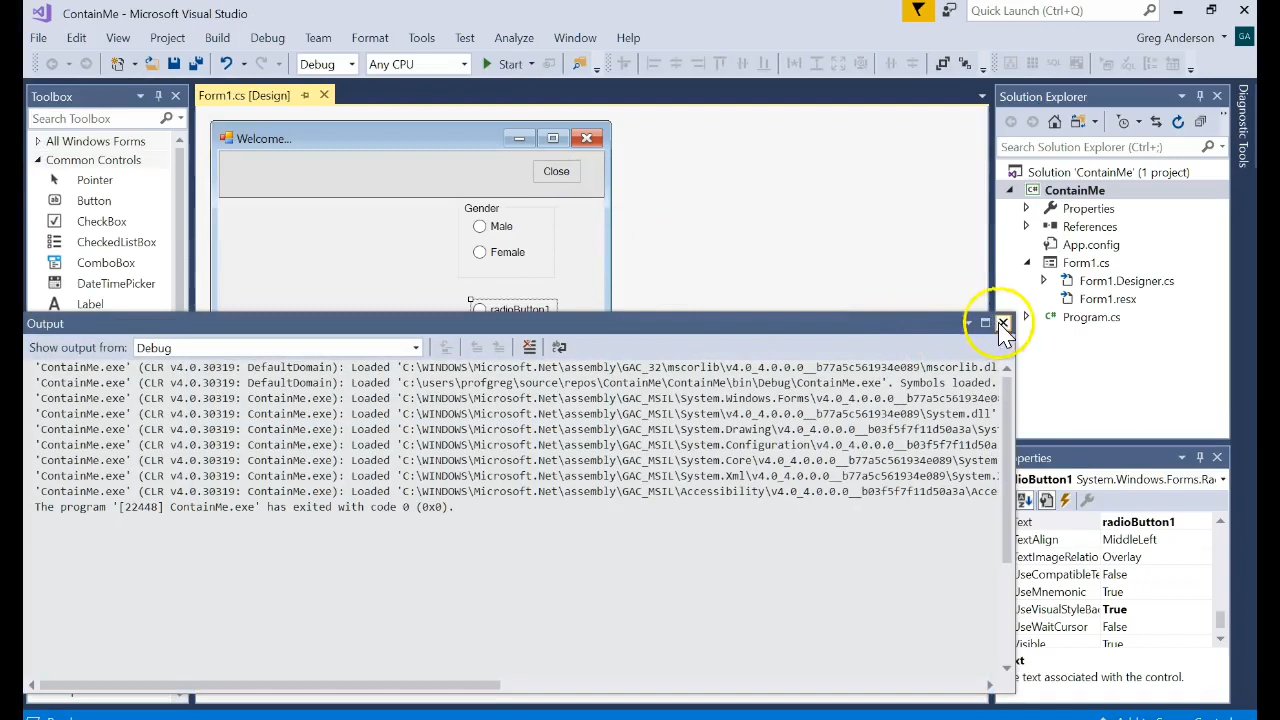 ContainMe - Microsoft Visual Studio
Quick Launch (Ctrl+Q)
File Edit View Project Build Debug Team Format Tools Test Analyze Window Help
Greg Anderson GA
Debug Any CPU Start
Toolbox
Search Toolbox
All Windows Forms
Common Controls
Pointer
Button
CheckBox
CheckedListBox
ComboBox
DateTimePicker
Label
Form1.cs [Design]
Welcome...
Close
Gender
Male
Female
radioButton1
Solution Explorer
Search Solution Explorer (Ctrl+;)
Solution 'ContainMe' (1 project)
ContainMe
Properties
References
App.config
Form1.cs
Form1.Designer.cs
Form1.resx
Program.cs
Diagnostic Tools
Output
Show output from: Debug
'ContainMe.exe' (CLR v4.0.30319: DefaultDomain): Loaded 'C:\WINDOWS\Microsoft.Net\assembly\GAC_32\mscorlib\v4.0_4.0.0.0__b77a5c561934e089\mscorlib.dl
'ContainMe.exe' (CLR v4.0.30319: DefaultDomain): Loaded 'c:\users\profgreg\source\repos\ContainMe\ContainMe\bin\Debug\ContainMe.exe'. Symbols loaded.
'ContainMe.exe' (CLR v4.0.30319: ContainMe.exe): Loaded 'C:\WINDOWS\Microsoft.Net\assembly\GAC_MSIL\System.Windows.Forms\v4.0_4.0.0.0__b77a5c561934e0
'ContainMe.exe' (CLR v4.0.30319: ContainMe.exe): Loaded 'C:\WINDOWS\Microsoft.Net\assembly\GAC_MSIL\System\v4.0_4.0.0.0__b77a5c561934e089\System.dll'
'ContainMe.exe' (CLR v4.0.30319: ContainMe.exe): Loaded 'C:\WINDOWS\Microsoft.Net\assembly\GAC_MSIL\System.Drawing\v4.0_4.0.0.0__b03f5f7f11d50a3a\Sys
'ContainMe.exe' (CLR v4.0.30319: ContainMe.exe): Loaded 'C:\WINDOWS\Microsoft.Net\assembly\GAC_MSIL\System.Configuration\v4.0_4.0.0.0__b03f5f7f11d50a
'ContainMe.exe' (CLR v4.0.30319: ContainMe.exe): Loaded 'C:\WINDOWS\Microsoft.Net\assembly\GAC_MSIL\System.Core\v4.0_4.0.0.0__b77a5c561934e089\System
'ContainMe.exe' (CLR v4.0.30319: ContainMe.exe): Loaded 'C:\WINDOWS\Microsoft.Net\assembly\GAC_MSIL\System.Xml\v4.0_4.0.0.0__b77a5c561934e089\System.
'ContainMe.exe' (CLR v4.0.30319: ContainMe.exe): Loaded 'C:\WINDOWS\Microsoft.Net\assembly\GAC_MSIL\Accessibility\v4.0_4.0.0.0__b03f5f7f11d50a3a\Acce
The program '[22448] ContainMe.exe' has exited with code 0 (0x0).
roperties
dioButton1 System.Windows.Forms.Ra
Text radioButton1
TextAlign MiddleLeft
TextImageRelatio Overlay
UseCompatibleTe False
UseMnemonic True
UseVisualStyleBac True
UseWaitCursor False
Visible True
xt
e text associated with the control.